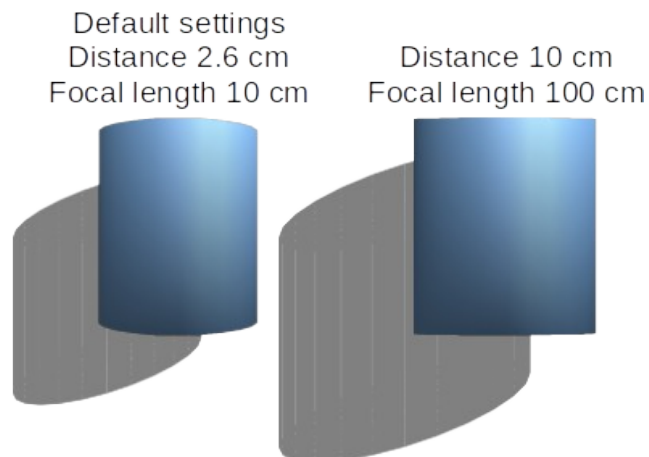 Default settings
Distance 2.6 cm
Focal length 10 cm
Distance 10 cm
Focal length 100 cm